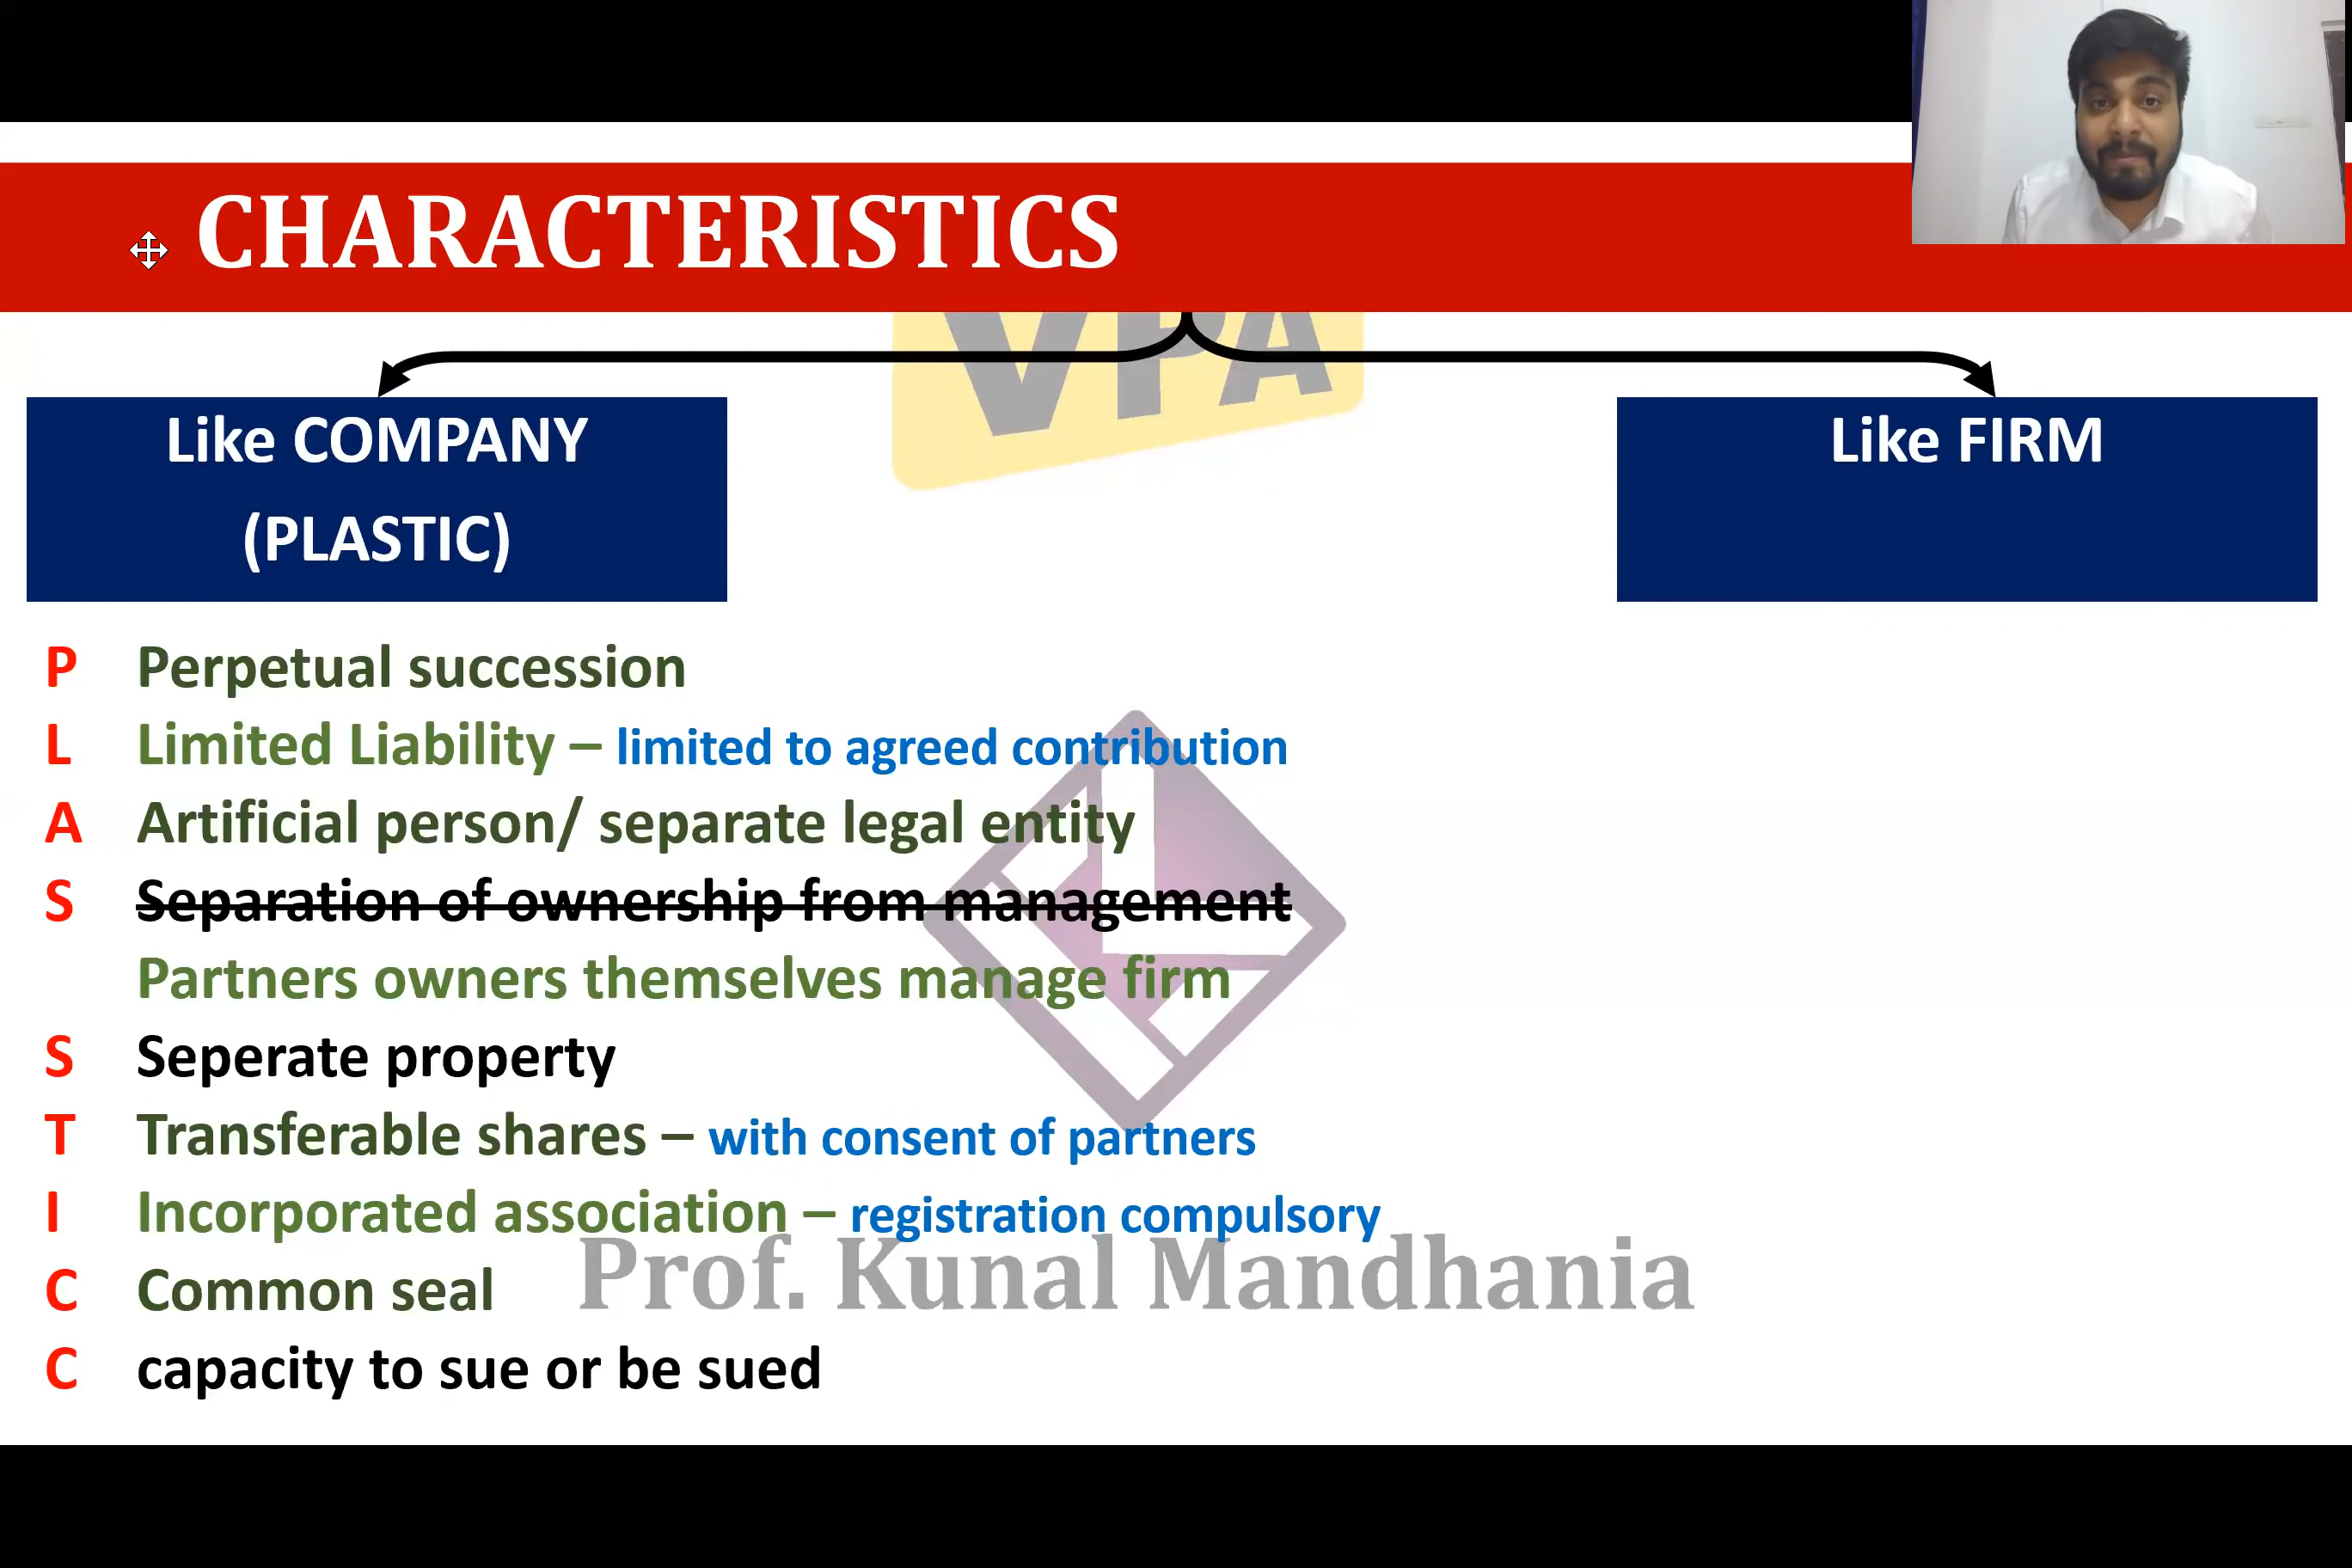 CHARACTERISTICS
VPA
Like COMPANY
(PLASTIC)
Like FIRM
P Perpetual succession
L Limited Liability – limited to agreed contribution
A Artificial person/ separate legal entity
S Separation of ownership from management
Partners owners themselves manage firm
S Seperate property
T Transferable shares – with consent of partners
I Incorporated association – registration compulsory
C Common seal
Prof. Kunal Mandhania
C capacity to sue or be sued